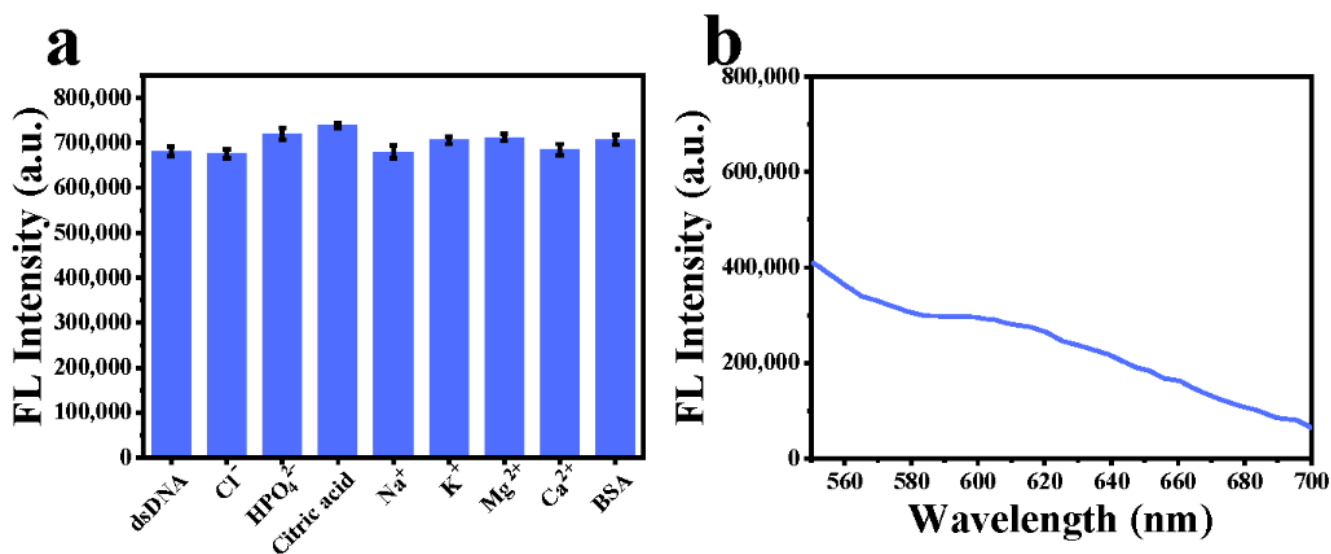 a
FL Intensity (a.u.)
800,000
700,000
600,000
500,000
400,000
300,000
200,000
100,000
0
dsDNA
Cl⁻
HPO₄²⁻
Citric acid
Na⁺
K⁺
Mg²⁺
Ca²⁺
BSA
b
FL Intensity (a.u.)
800,000
600,000
400,000
200,000
0
560 580 600 620 640 660 680 700
Wavelength (nm)